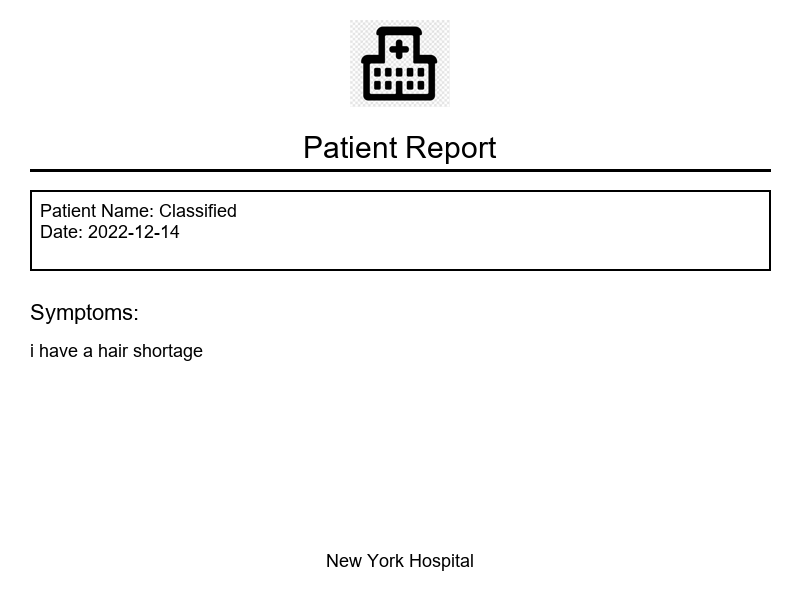 Patient Report
Patient Name: Classified
Date: 2022-12-14
Symptoms:
i have a hair shortage
New York Hospital